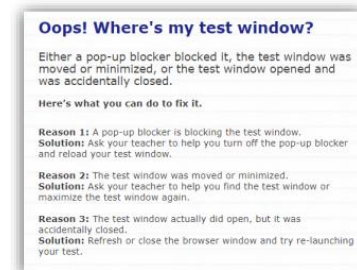 Oops! Where's my test window?
Either a pop-up blocker blocked it, the test window was
moved or minimized, or the test window opened and
was accidentally closed.
Here's what you can do to fix it.
Reason 1: A pop-up blocker is blocking the test window.
Solution: Ask your teacher to help you turn off the pop-up blocker
and reload your test window.
Reason 2: The test window was moved or minimized.
Solution: Ask your teacher to help you find the test window or
maximize the test window again.
Reason 3: The test window actually did open, but it was
accidentally closed.
Solution: Refresh or close the browser window and try re-launching
your test.